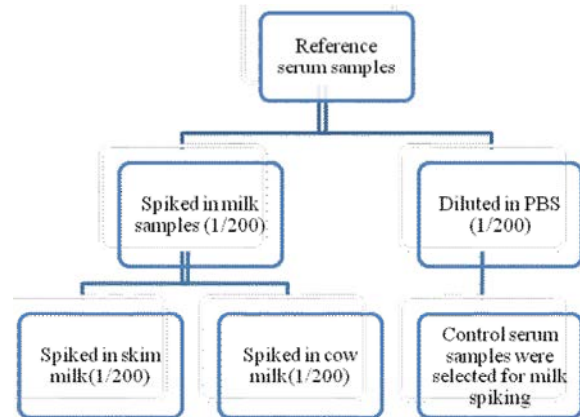 Reference
serum samples
Spiked in milk
samples (1/200)
Diluted in PBS
(1/200)
Spiked in skim
milk(1/200)
Spiked in cow
milk(1/200)
Control serum
samples were
selected for milk
spiking